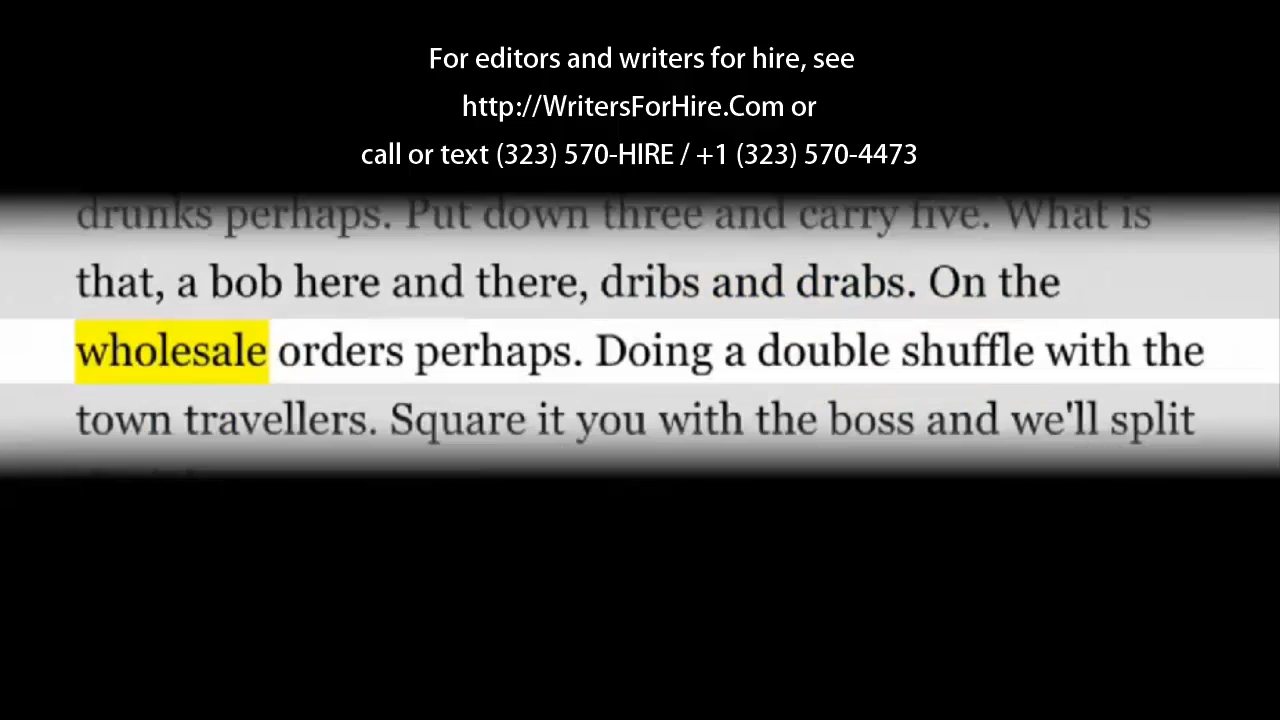 For editors and writers for hire, see
http://WritersForHire.Com or
call or text (323) 570-HIRE / +1 (323) 570-4473
drunks perhaps. Put down three and carry five. What is
that, a bob here and there, dribs and drabs. On the
wholesale orders perhaps. Doing a double shuffle with the
town travellers. Square it you with the boss and we'll split